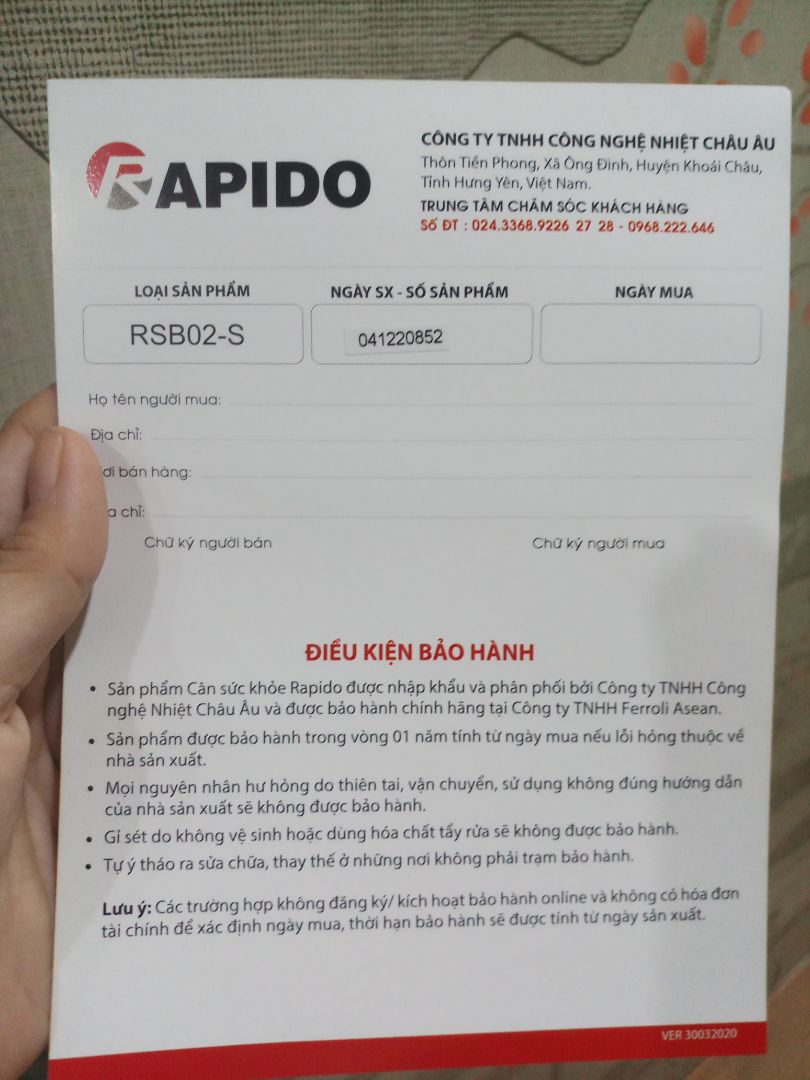 RAPIDO
CÔNG TY TNHH CÔNG NGHỆ NHIỆT CHÂU ÂU
Thôn Tiền Phong, Xã Ông Đình, Huyện Khoái Châu,
Tỉnh Hưng Yên, Việt Nam.
TRUNG TÂM CHĂM SÓC KHÁCH HÀNG
Số ĐT : 024.3368.9226 27 28 - 0968.222.646
LOẠI SẢN PHẨM NGÀY SX - SỐ SẢN PHẨM NGÀY MUA
RSB02-S 041220852
Họ tên người mua:
Địa chỉ:
ơi bán hàng:
a chỉ:
Chữ ký người bán Chữ ký người mua
ĐIỀU KIỆN BẢO HÀNH
• Sản phẩm Cân sức khỏe Rapido được nhập khẩu và phân phối bởi Công ty TNHH Công
nghệ Nhiệt Châu Âu và được bảo hành chính hãng tại Công ty TNHH Ferroli Asean.
• Sản phẩm được bảo hành trong vòng 01 năm tính từ ngày mua nếu lỗi hỏng thuộc về
nhà sản xuất.
• Mọi nguyên nhân hư hỏng do thiên tai, vận chuyển, sử dụng không đúng hướng dẫn
của nhà sản xuất sẽ không được bảo hành.
• Gỉ sét do không vệ sinh hoặc dùng hóa chất tẩy rửa sẽ không được bảo hành.
• Tự ý tháo ra sửa chữa, thay thế ở những nơi không phải trạm bảo hành.
Lưu ý: Các trường hợp không đăng ký/ kích hoạt bảo hành online và không có hóa đơn
tài chính để xác định ngày mua, thời hạn bảo hành sẽ được tính từ ngày sản xuất.
VER 30032020